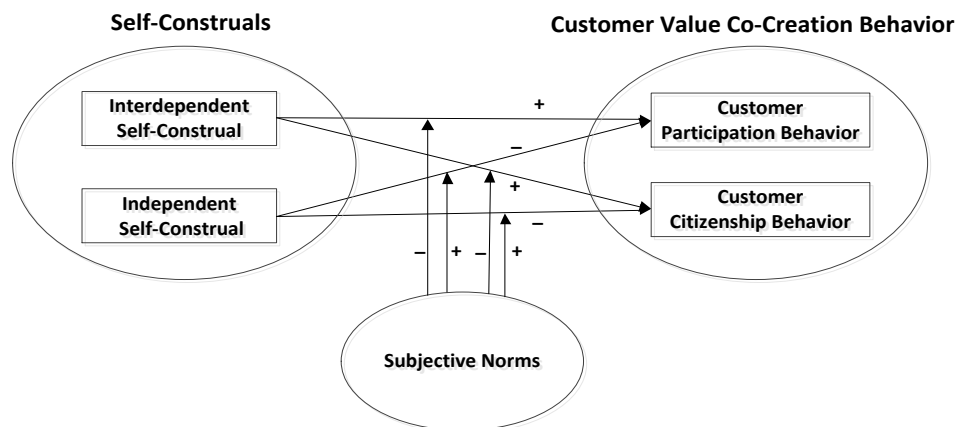 Self-Construals
Customer Value Co-Creation Behavior
Interdependent
Self-Construal
+
Customer
Participation Behavior
–
Independent
Self-Construal
+
–
Customer
Citizenship Behavior
– + – +
Subjective Norms